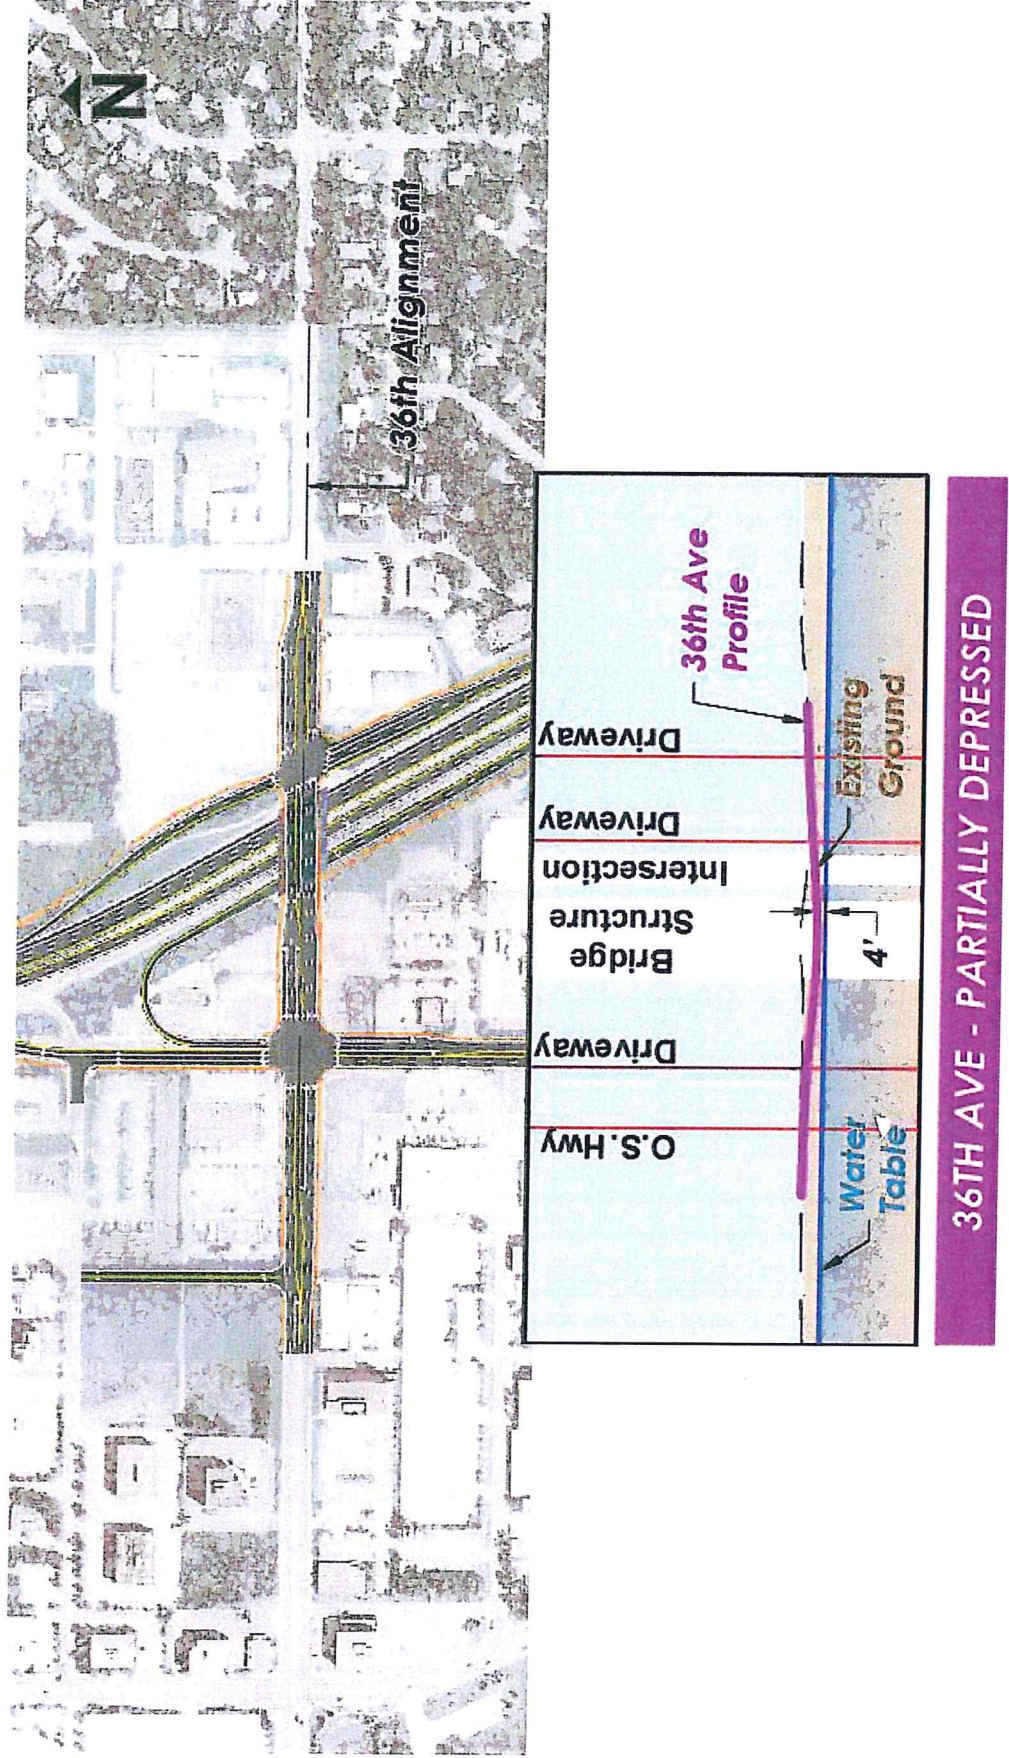 N
36th Alignment
O.S. Hwy
Driveway
Bridge
Structure
Intersection
Driveway
Driveway
36th Ave
Profile
4'
Water
Table
Existing
Ground
36TH AVE - PARTIALLY DEPRESSED